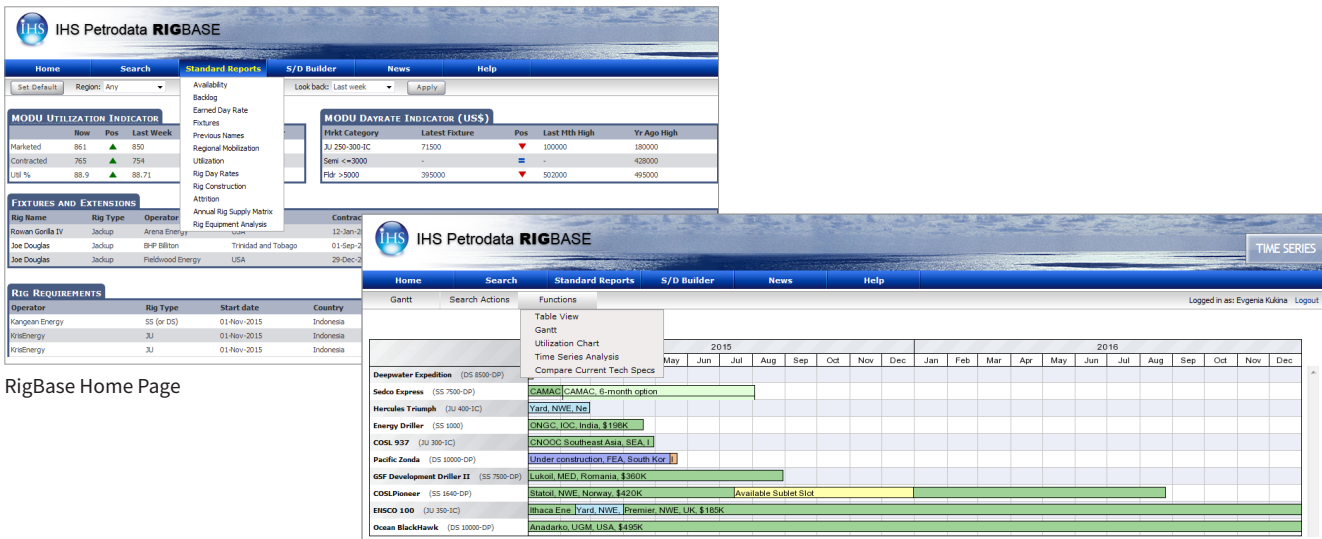 IHS
IHS Petrodata RIGBASE
Home Search Standard Reports S/D Builder News Help
Set Default Region: Any Look back: Last week Apply
Availability
Backlog
Earned Day Rate
Fixtures
Previous Names
Regional Mobilization
Utilization
Rig Day Rates
Rig Construction
Attrition
Annual Rig Supply Matrix
Rig Equipment Analysis
MODU UTILIZATION INDICATOR
Now Pos Last Week
Marketed 861 850
Contracted 765 754
Util % 88.9 88.71
MODU DAYRATE INDICATOR (US$)
Mrkt Category Latest Fixture Pos Last Mth High Yr Ago High
JU 250-300-IC 71500 100000 180000
Semi <=3000 - = - 428000
Fldr >5000 395000 502000 495000
FIXTURES AND EXTENSIONS
Rig Name Rig Type Operator Contrac
Rowan Gorilla IV Jackup Arena Energy USA 12-Jan-2
Joe Douglas Jackup BHP Billiton Trinidad and Tobago 01-Sep-2
Joe Douglas Jackup Fieldwood Energy USA 29-Dec-2
RIG REQUIREMENTS
Operator Rig Type Start date Country
Kangean Energy SS (or DS) 01-Nov-2015 Indonesia
KrisEnergy JU 01-Nov-2015 Indonesia
KrisEnergy JU 01-Nov-2015 Indonesia
RigBase Home Page
IHS
IHS Petrodata RIGBASE
TIME SERIES
Home Search Standard Reports S/D Builder News Help
Gantt Search Actions Functions Logged in as: Evgenia Kukina Logout
Table View
Gantt
Utilization Chart
Time Series Analysis
Compare Current Tech Specs
2015 2016
May Jun Jul Aug Sep Oct Nov Dec Jan Feb Mar Apr May Jun Jul Aug Sep Oct Nov Dec
Deepwater Expedition (DS 8500-DP)
Sedco Express (SS 7500-DP) CAMAC CAMAC, 6-month option
Hercules Triumph (JU 400-IC) Yard, NWE, Ne
Energy Driller (SS 1000) ONGC, IOC, India, $198K
COSL 937 (JU 300-IC) CNOOC Southeast Asia, SEA, I
Pacific Zonda (DS 10000-DP) Under construction, FEA, South Kor I
GSF Development Driller II (SS 7500-DP) Lukoil, MED, Romania, $360K
COSLPioneer (SS 1640-DP) Statoil, NWE, Norway, $420K Available Sublet Slot
ENSCO 100 (JU 350-IC) Ithaca Ene Yard, NWE, Premier, NWE, UK, $185K
Ocean BlackHawk (DS 10000-DP) Anadarko, UGM, USA, $495K